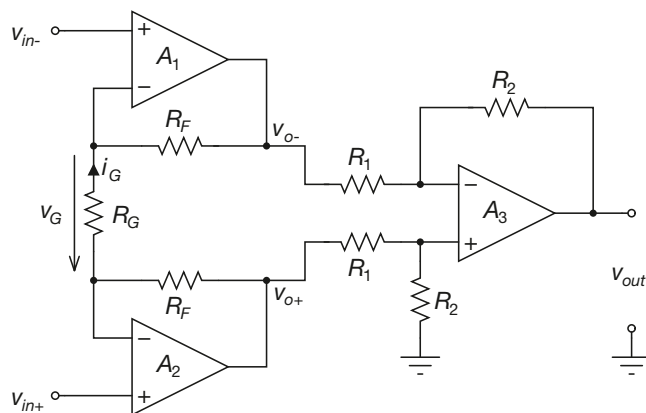 v_in-
+
A_1
−
R_F
v_o-
R_2
R_1
i_G
v_G
R_G
−
A_3
+
R_F
v_o+
R_1
R_2
v_out
−
A_2
+
v_in+